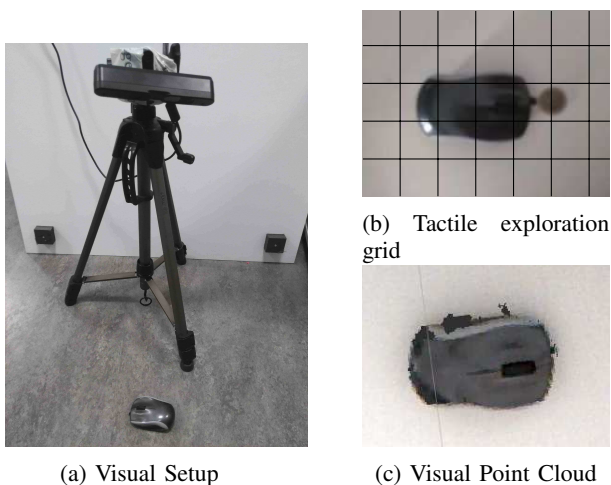 (b) Tactile exploration
grid
(a) Visual Setup
(c) Visual Point Cloud